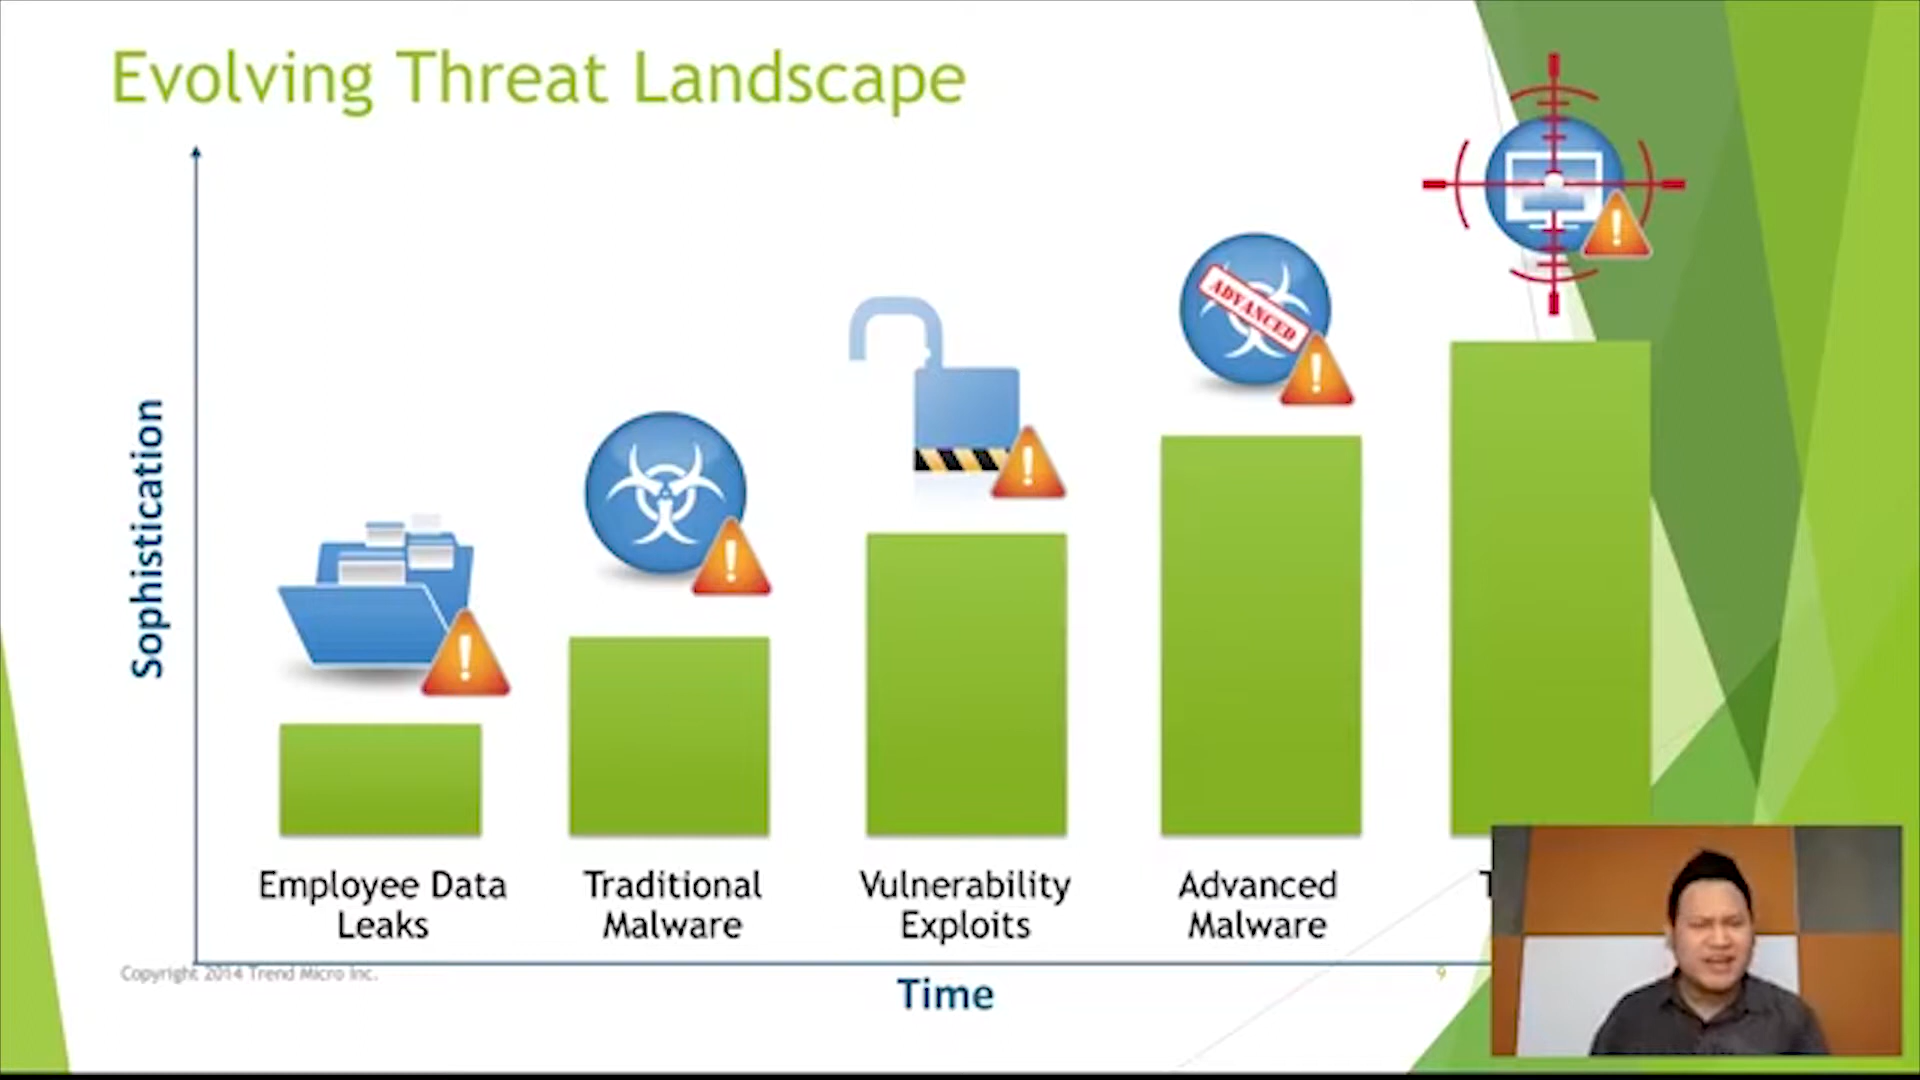 Evolving Threat Landscape
ADVANCED
Sophistication
Employee Data
Leaks
Traditional
Malware
Vulnerability
Exploits
Advanced
Malware
Copyright 2014 Trend Micro Inc.
9
Time